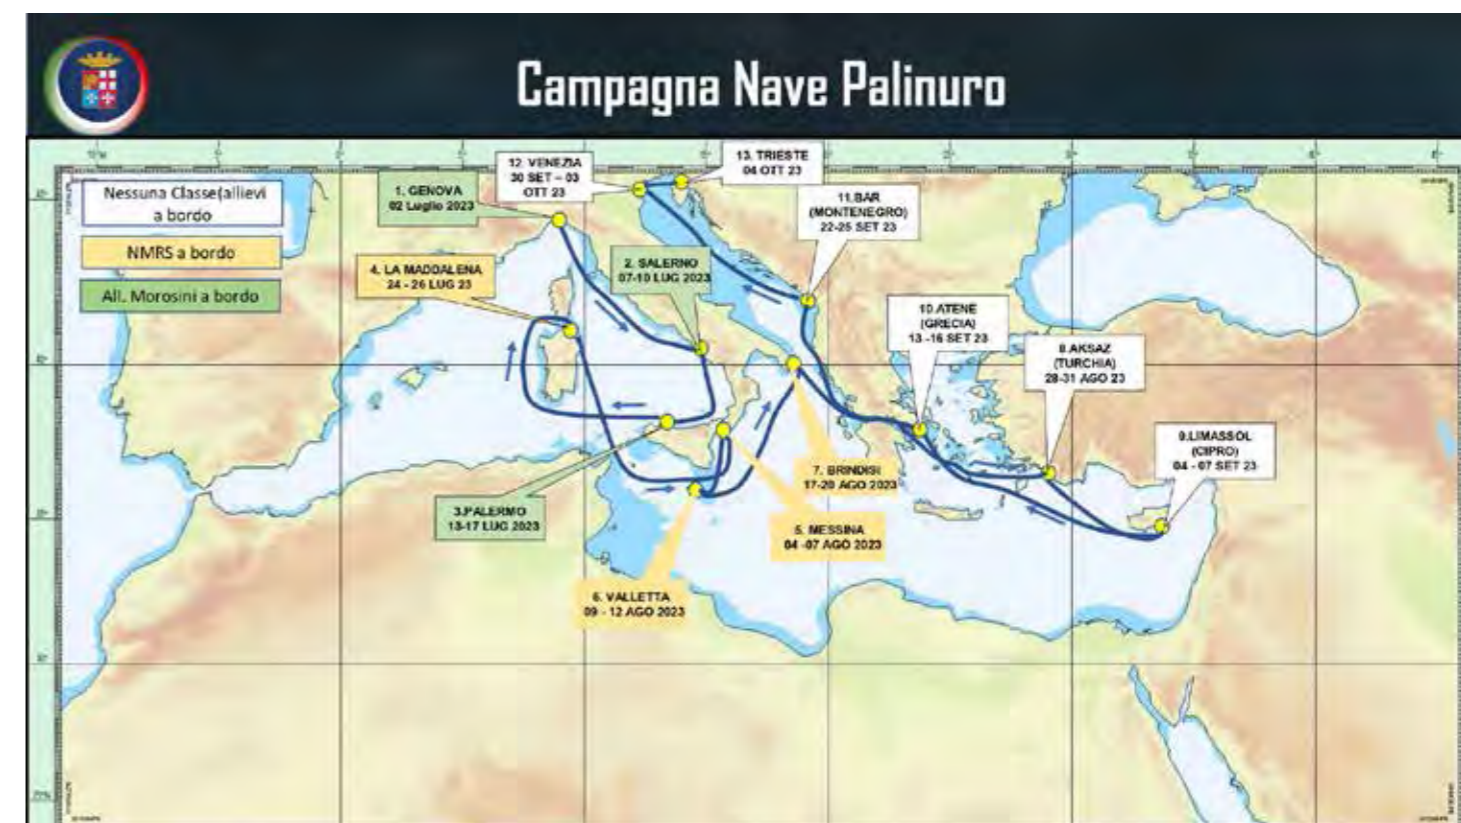 Campagna Nave Palinuro
Nessuna Classe(allievi
a bordo
NMRS a bordo
All. Morosini a bordo
1. GENOVA
02 Luglio 2023
12. VENEZIA
30 SET – 03
OTT 23
13. TRIESTE
04 OTT 23
11.BAR
(MONTENEGRO)
22-25 SET 23
2. SALERNO
07-10 LUG 2023
4. LA MADDALENA
24 - 26 LUG 23
10.ATENE
(GRECIA)
13 -16 SET 23
8.AKSAZ
(TURCHIA)
28-31 AGO 23
9.LIMASSOL
(CIPRO)
04 - 07 SET 23
7. BRINDISI
17-20 AGO 2023
3.PALERMO
13-17 LUG 2023
5. MESSINA
04 -07 AGO 2023
6. VALLETTA
09 - 12 AGO 2023